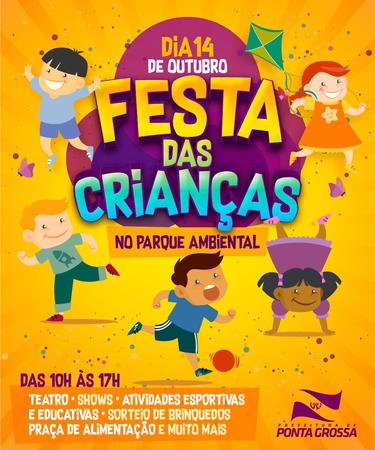 DIA 14
DE OUTUBRO
FESTA
DAS
CRIANÇAS
NO PARQUE AMBIENTAL
DAS 10H ÀS 17H
TEATRO • SHOWS • ATIVIDADES ESPORTIVAS
E EDUCATIVAS • SORTEIO DE BRINQUEDOS
PRAÇA DE ALIMENTAÇÃO E MUITO MAIS
PREFEITURA DE
PONTA GROSSA